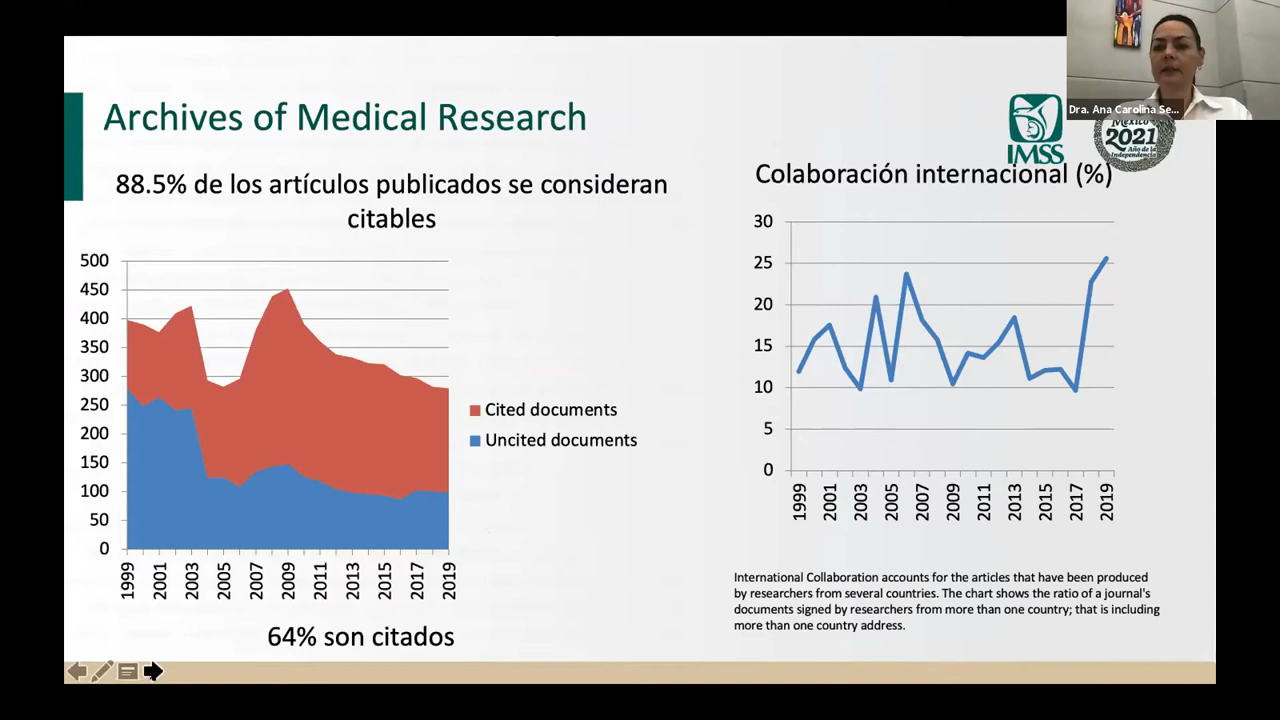 Archives of Medical Research
88.5% de los artículos publicados se consideran
citables
500
450
400
350
300
250
200
150
100
50
0
1999
2001
2003
2005
2007
2009
2011
2013
2015
2017
2019
Cited documents
Uncited documents
64% son citados
Dra. Ana Carolina Se...
IMSS
México
2021
Año de la
Independencia
Colaboración internacional (%)
30
25
20
15
10
5
0
1999
2001
2003
2005
2007
2009
2011
2013
2015
2017
2019
International Collaboration accounts for the articles that have been produced
by researchers from several countries. The chart shows the ratio of a journal's
documents signed by researchers from more than one country; that is including
more than one country address.